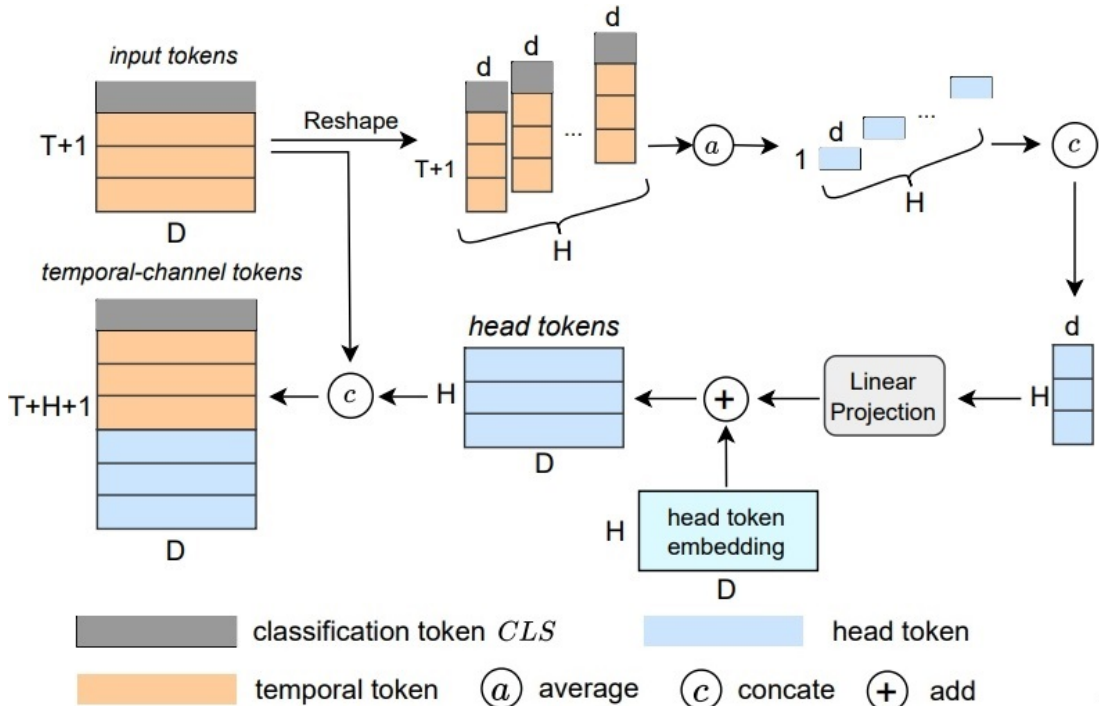 input tokens
T+1
D
Reshape
d
d
d
...
T+1
H
a
d
1
...
H
c
temporal-channel tokens
T+H+1
D
c
head tokens
H
D
+
Linear
Projection
d
H
H
head token
embedding
D
classification token CLS
head token
temporal token
a average
c concate
+ add